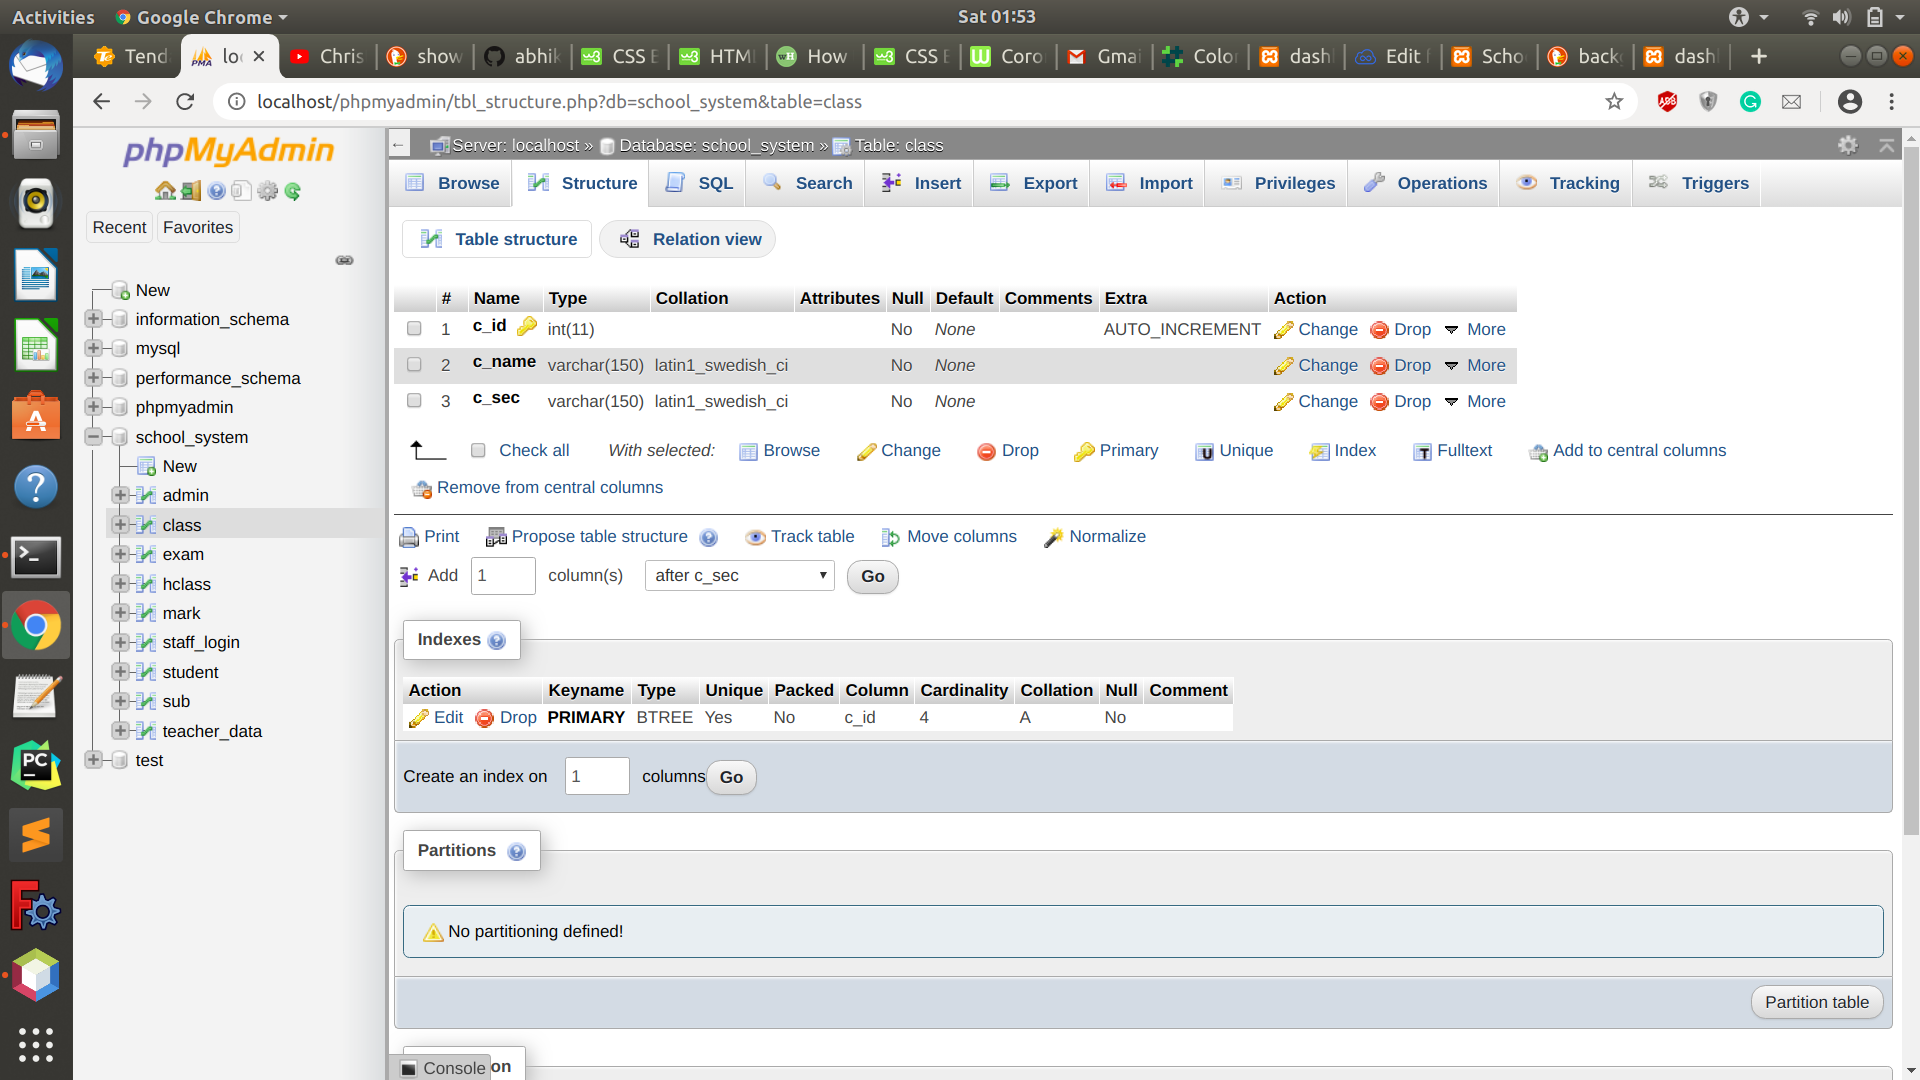 Activities Google Chrome Sat 01:53
Tend lo Chris show abhik CSS E HTML How CSS E Coro Gmai Color dash Edit f Scho back dash
localhost/phpmyadmin/tbl_structure.php?db=school_system&table=class
phpMyAdmin
Recent Favorites
New
information_schema
mysql
performance_schema
phpmyadmin
school_system
New
admin
class
exam
hclass
mark
staff_login
student
sub
teacher_data
test
Server: localhost » Database: school_system » Table: class
Browse Structure SQL Search Insert Export Import Privileges Operations Tracking Triggers
Table structure Relation view
# Name Type Collation Attributes Null Default Comments Extra Action
1 c_id int(11) No None AUTO_INCREMENT Change Drop More
2 c_name varchar(150) latin1_swedish_ci No None Change Drop More
3 c_sec varchar(150) latin1_swedish_ci No None Change Drop More
Check all With selected: Browse Change Drop Primary Unique Index Fulltext Add to central columns
Remove from central columns
Print Propose table structure Track table Move columns Normalize
Add 1 column(s) after c_sec Go
Indexes
Action Keyname Type Unique Packed Column Cardinality Collation Null Comment
Edit Drop PRIMARY BTREE Yes No c_id 4 A No
Create an index on 1 columns Go
Partitions
No partitioning defined!
Partition table
Console on